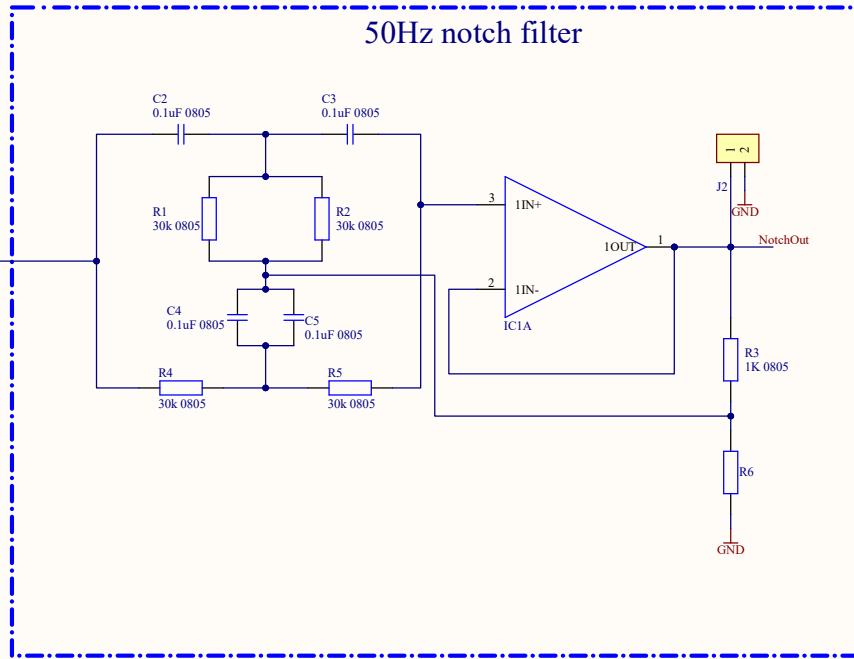 50Hz notch filter
C2
0.1uF 0805
C3
0.1uF 0805
R1
30k 0805
R2
30k 0805
C4
0.1uF 0805
C5
0.1uF 0805
R4
30k 0805
R5
30k 0805
3
1IN+
2
1IN-
1OUT
1
IC1A
1
2
J2
GND
NotchOut
R3
1K 0805
R6
GND